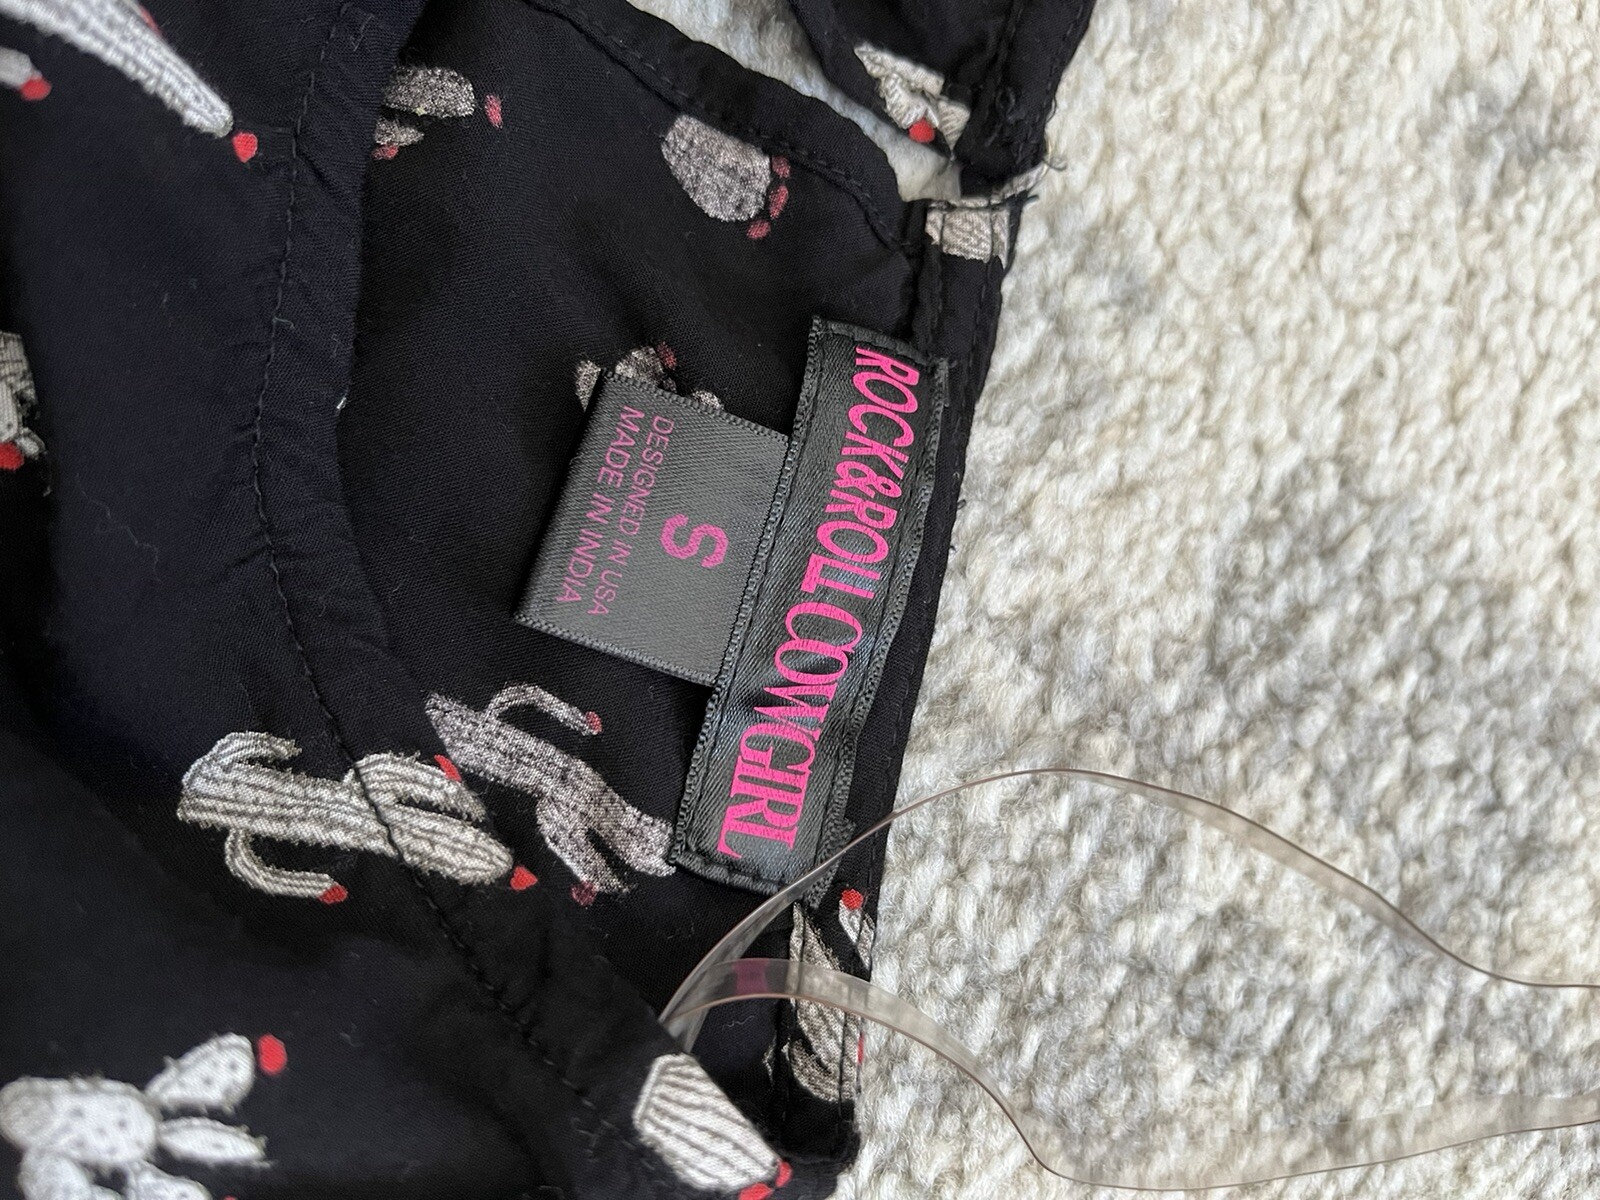 ROCK&ROLL COWGIRL
S
DESIGNED IN USA
MADE IN INDIA